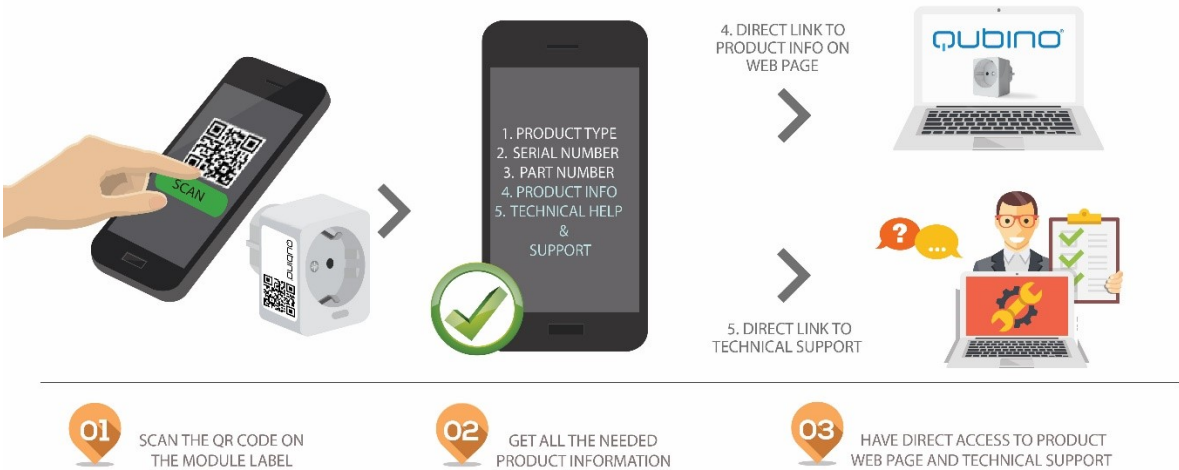 SCAN
QUBINO
1. PRODUCT TYPE
2. SERIAL NUMBER
3. PART NUMBER
4. PRODUCT INFO
5. TECHNICAL HELP
&
SUPPORT
4. DIRECT LINK TO
PRODUCT INFO ON
WEB PAGE
QUBINO®
5. DIRECT LINK TO
TECHNICAL SUPPORT
?
...
01
SCAN THE QR CODE ON
THE MODULE LABEL
02
GET ALL THE NEEDED
PRODUCT INFORMATION
03
HAVE DIRECT ACCESS TO PRODUCT
WEB PAGE AND TECHNICAL SUPPORT